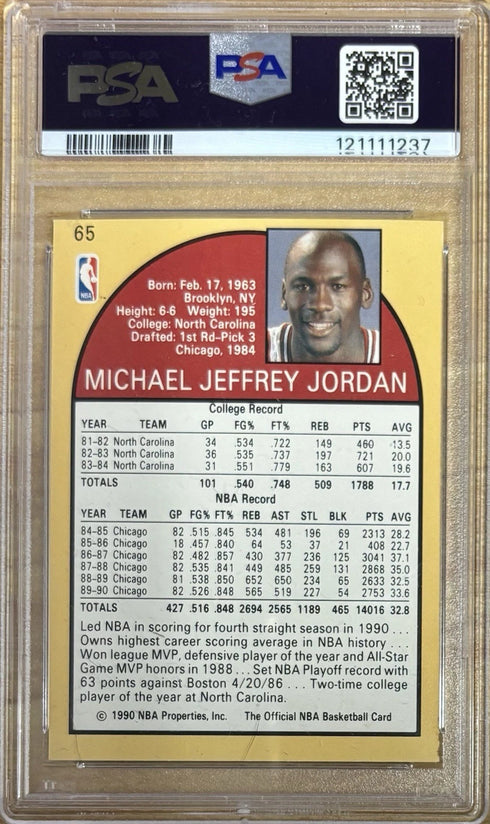 PSA
PSA
121111237
65
NBA
Born: Feb. 17, 1963
Brooklyn, NY
Height: 6-6 Weight: 195
College: North Carolina
Drafted: 1st Rd-Pick 3
Chicago, 1984
MICHAEL JEFFREY JORDAN
College Record
YEAR TEAM GP FG% FT% REB PTS AVG
81-82 North Carolina 34 .534 .722 149 460 13.5
82-83 North Carolina 36 .535 .737 197 721 20.0
83-84 North Carolina 31 .551 .779 163 607 19.6
TOTALS 101 .540 .748 509 1788 17.7
NBA Record
YEAR TEAM GP FG% FT% REB AST STL BLK PTS AVG
84-85 Chicago 82 .515 .845 534 481 196 69 2313 28.2
85-86 Chicago 18 .457 .840 64 53 37 21 408 22.7
86-87 Chicago 82 .482 .857 430 377 236 125 3041 37.1
87-88 Chicago 82 .535 .841 449 485 259 131 2868 35.0
88-89 Chicago 81 .538 .850 652 650 234 65 2633 32.5
89-90 Chicago 82 .526 .848 565 519 227 54 2753 33.6
TOTALS 427 .516 .848 2694 2565 1189 465 14016 32.8
Led NBA in scoring for fourth straight season in 1990 ...
Owns highest career scoring average in NBA history ...
Won league MVP, defensive player of the year and All-Star
Game MVP honors in 1988 ... Set NBA Playoff record with
63 points against Boston 4/20/86 ... Two-time college
player of the year at North Carolina.
© 1990 NBA Properties, Inc. The Official NBA Basketball Card